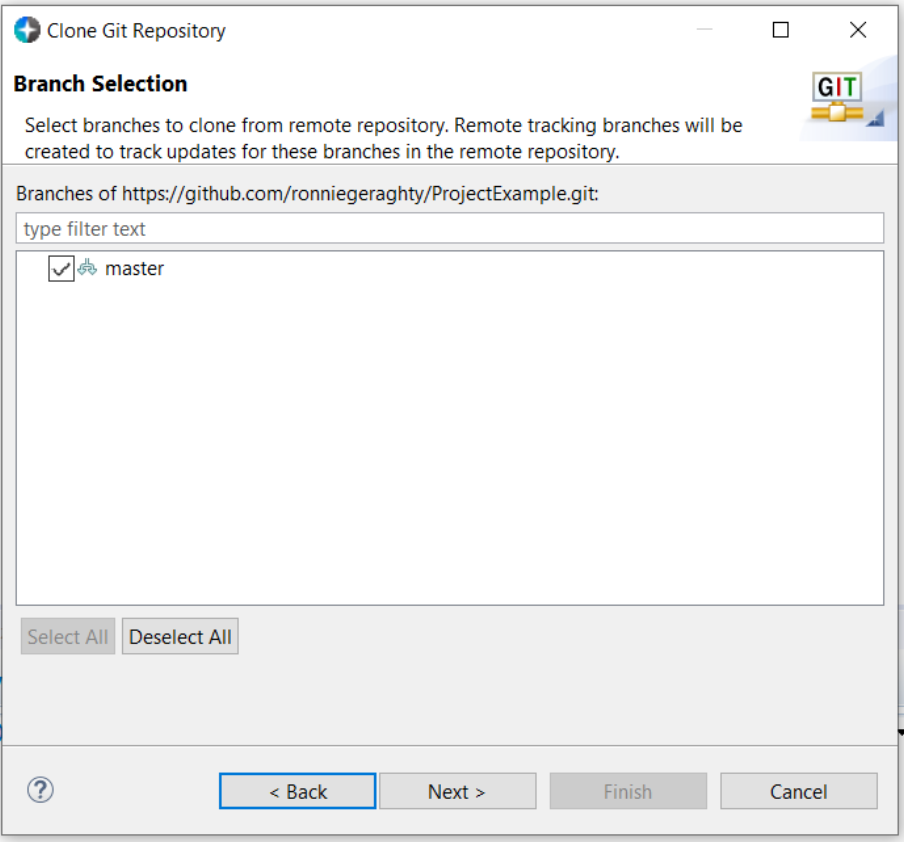 Clone Git Repository
Branch Selection
GIT
Select branches to clone from remote repository. Remote tracking branches will be
created to track updates for these branches in the remote repository.
Branches of https://github.com/ronniegeraghty/ProjectExample.git:
type filter text
master
Select All Deselect All
? < Back Next > Finish Cancel